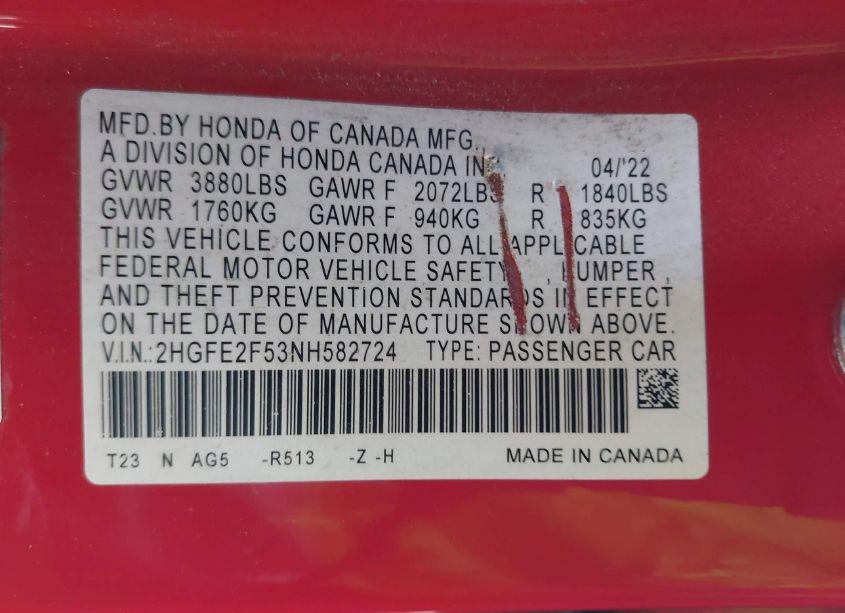 MFD.BY HONDA OF CANADA MFG.
A DIVISION OF HONDA CANADA INC. 04/'22
GVWR 3880LBS GAWR F 2072LBS R 1840LBS
GVWR 1760KG GAWR F 940KG R 835KG
THIS VEHICLE CONFORMS TO ALL APPLICABLE
FEDERAL MOTOR VEHICLE SAFETY, BUMPER,
AND THEFT PREVENTION STANDARDS IN EFFECT
ON THE DATE OF MANUFACTURE SHOWN ABOVE.
V.I.N.:2HGFE2F53NH582724 TYPE: PASSENGER CAR
T23 N AG5 -R513 -Z -H MADE IN CANADA